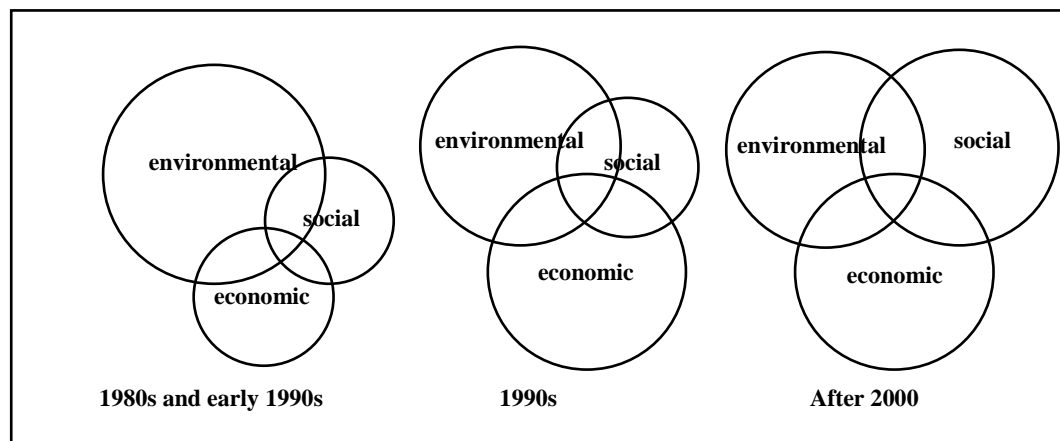 environmental
social
economic
1980s and early 1990s
environmental
social
economic
1990s
environmental
social
economic
After 2000